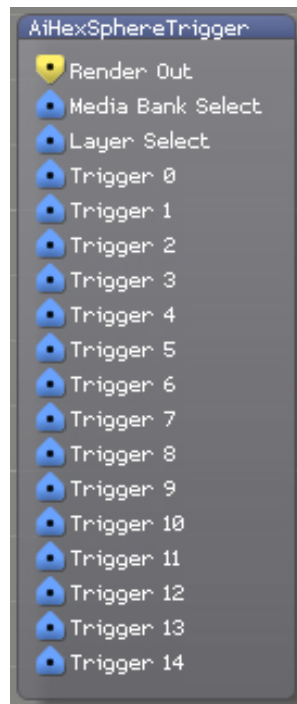 AiHexSphereTrigger
Render Out
Media Bank Select
Layer Select
Trigger 0
Trigger 1
Trigger 2
Trigger 3
Trigger 4
Trigger 5
Trigger 6
Trigger 7
Trigger 8
Trigger 9
Trigger 10
Trigger 11
Trigger 12
Trigger 13
Trigger 14